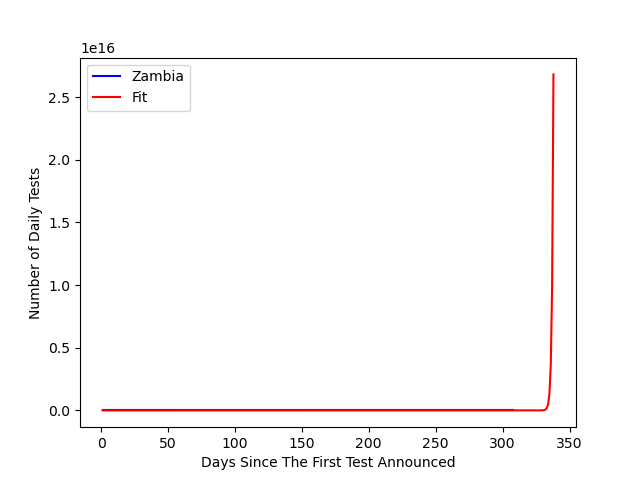 1e16
Zambia
Fit
2.5
2.0
1.5
1.0
0.5
0.0
Number of Daily Tests
0 50 100 150 200 250 300 350
Days Since The First Test Announced